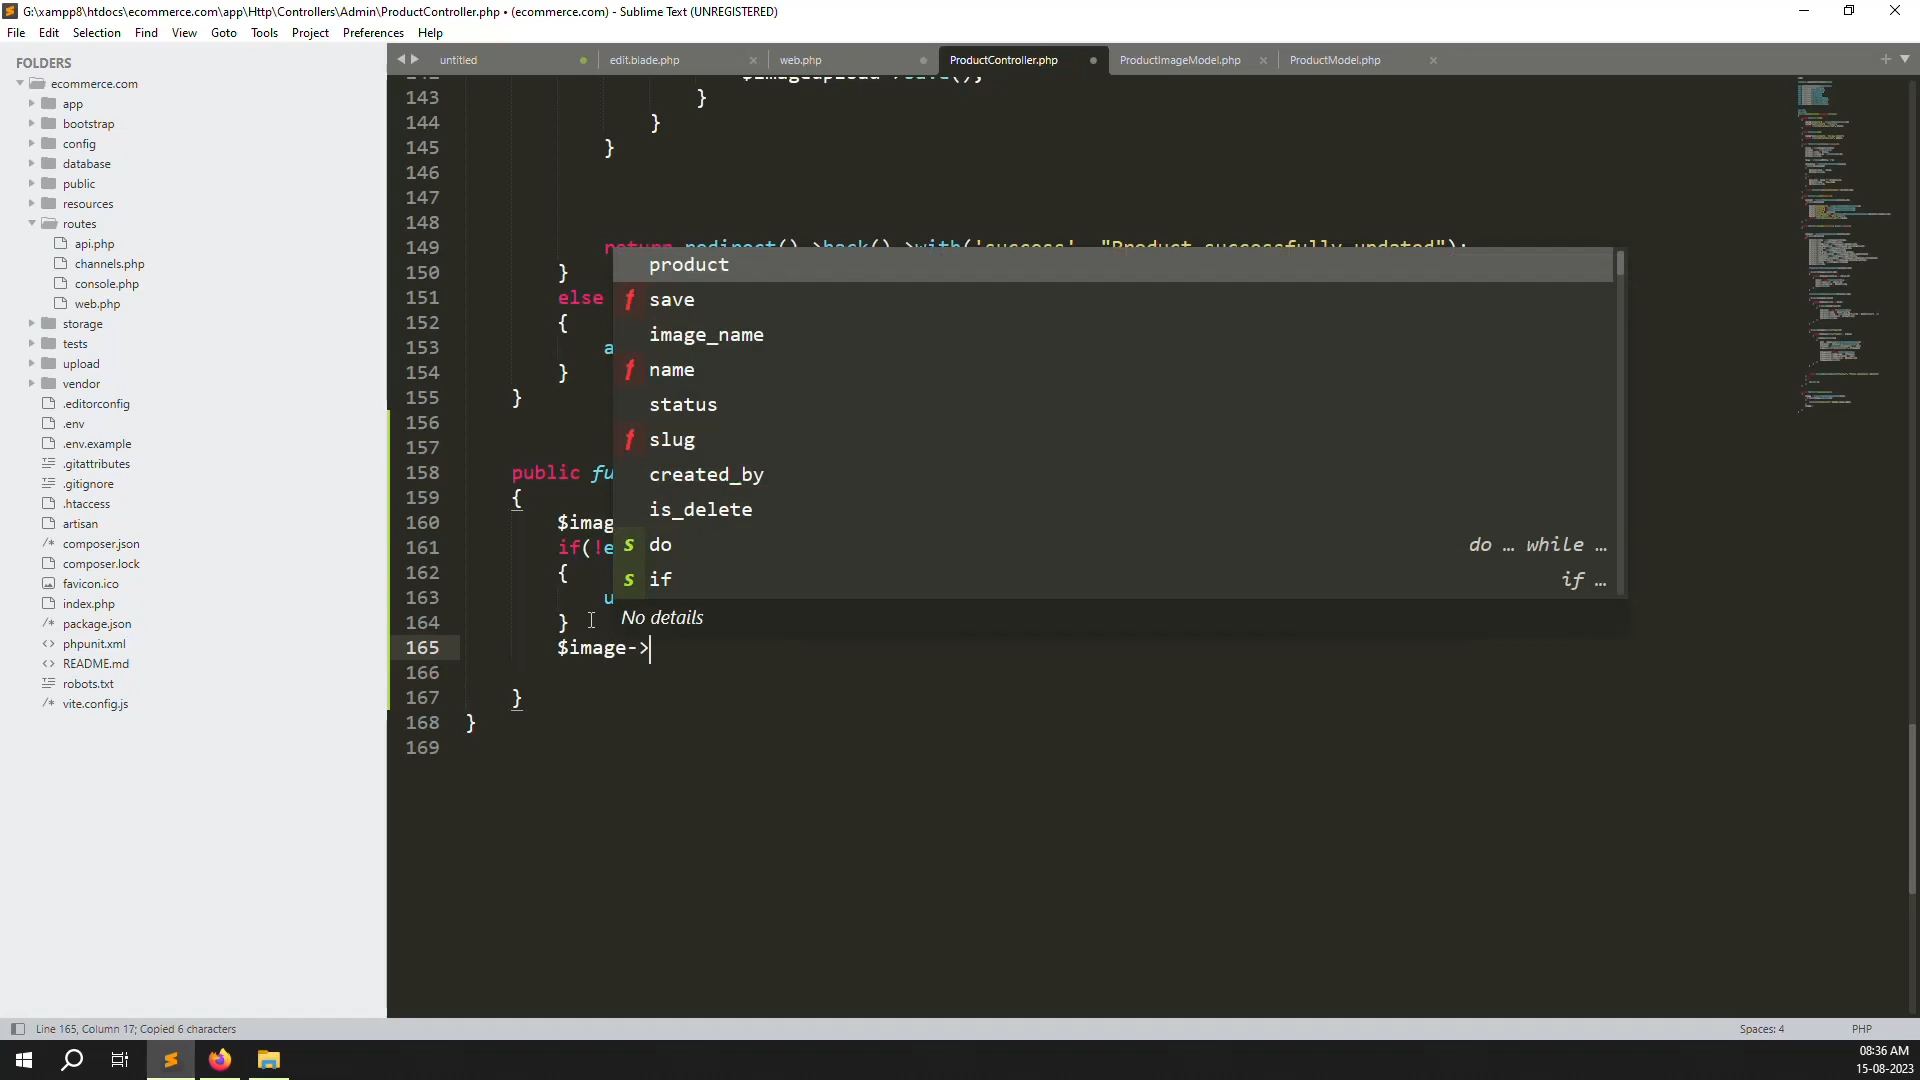 G:\xampp8\htdocs\ecommerce.com\app\Http\Controllers\Admin\ProductController.php • (ecommerce.com) - Sublime Text (UNREGISTERED)
File Edit Selection Find View Goto Tools Project Preferences Help
FOLDERS
ecommerce.com
app
bootstrap
config
database
public
resources
routes
api.php
channels.php
console.php
web.php
storage
tests
upload
vendor
.editorconfig
.env
.env.example
.gitattributes
.gitignore
.htaccess
artisan
composer.json
composer.lock
favicon.ico
index.php
package.json
phpunit.xml
README.md
robots.txt
vite.config.js
untitled edit.blade.php web.php ProductController.php ProductImageModel.php ProductModel.php
143 }
144 }
145 }
146
147
148
149 return redirect()->back()->with('success', "Product successfully updated");
150 }
151 else
152 {
153 a
154 }
155 }
156
157
158 public fu
159 {
160 $imag
161 if(!e
162 {
163 u
164 }
165 $image->
166
167 }
168 }
169
product
f save
image_name
f name
status
f slug
created_by
is_delete
s do do … while …
s if if …
No details
Line 165, Column 17; Copied 6 characters Spaces: 4 PHP
08:36 AM
15-08-2023